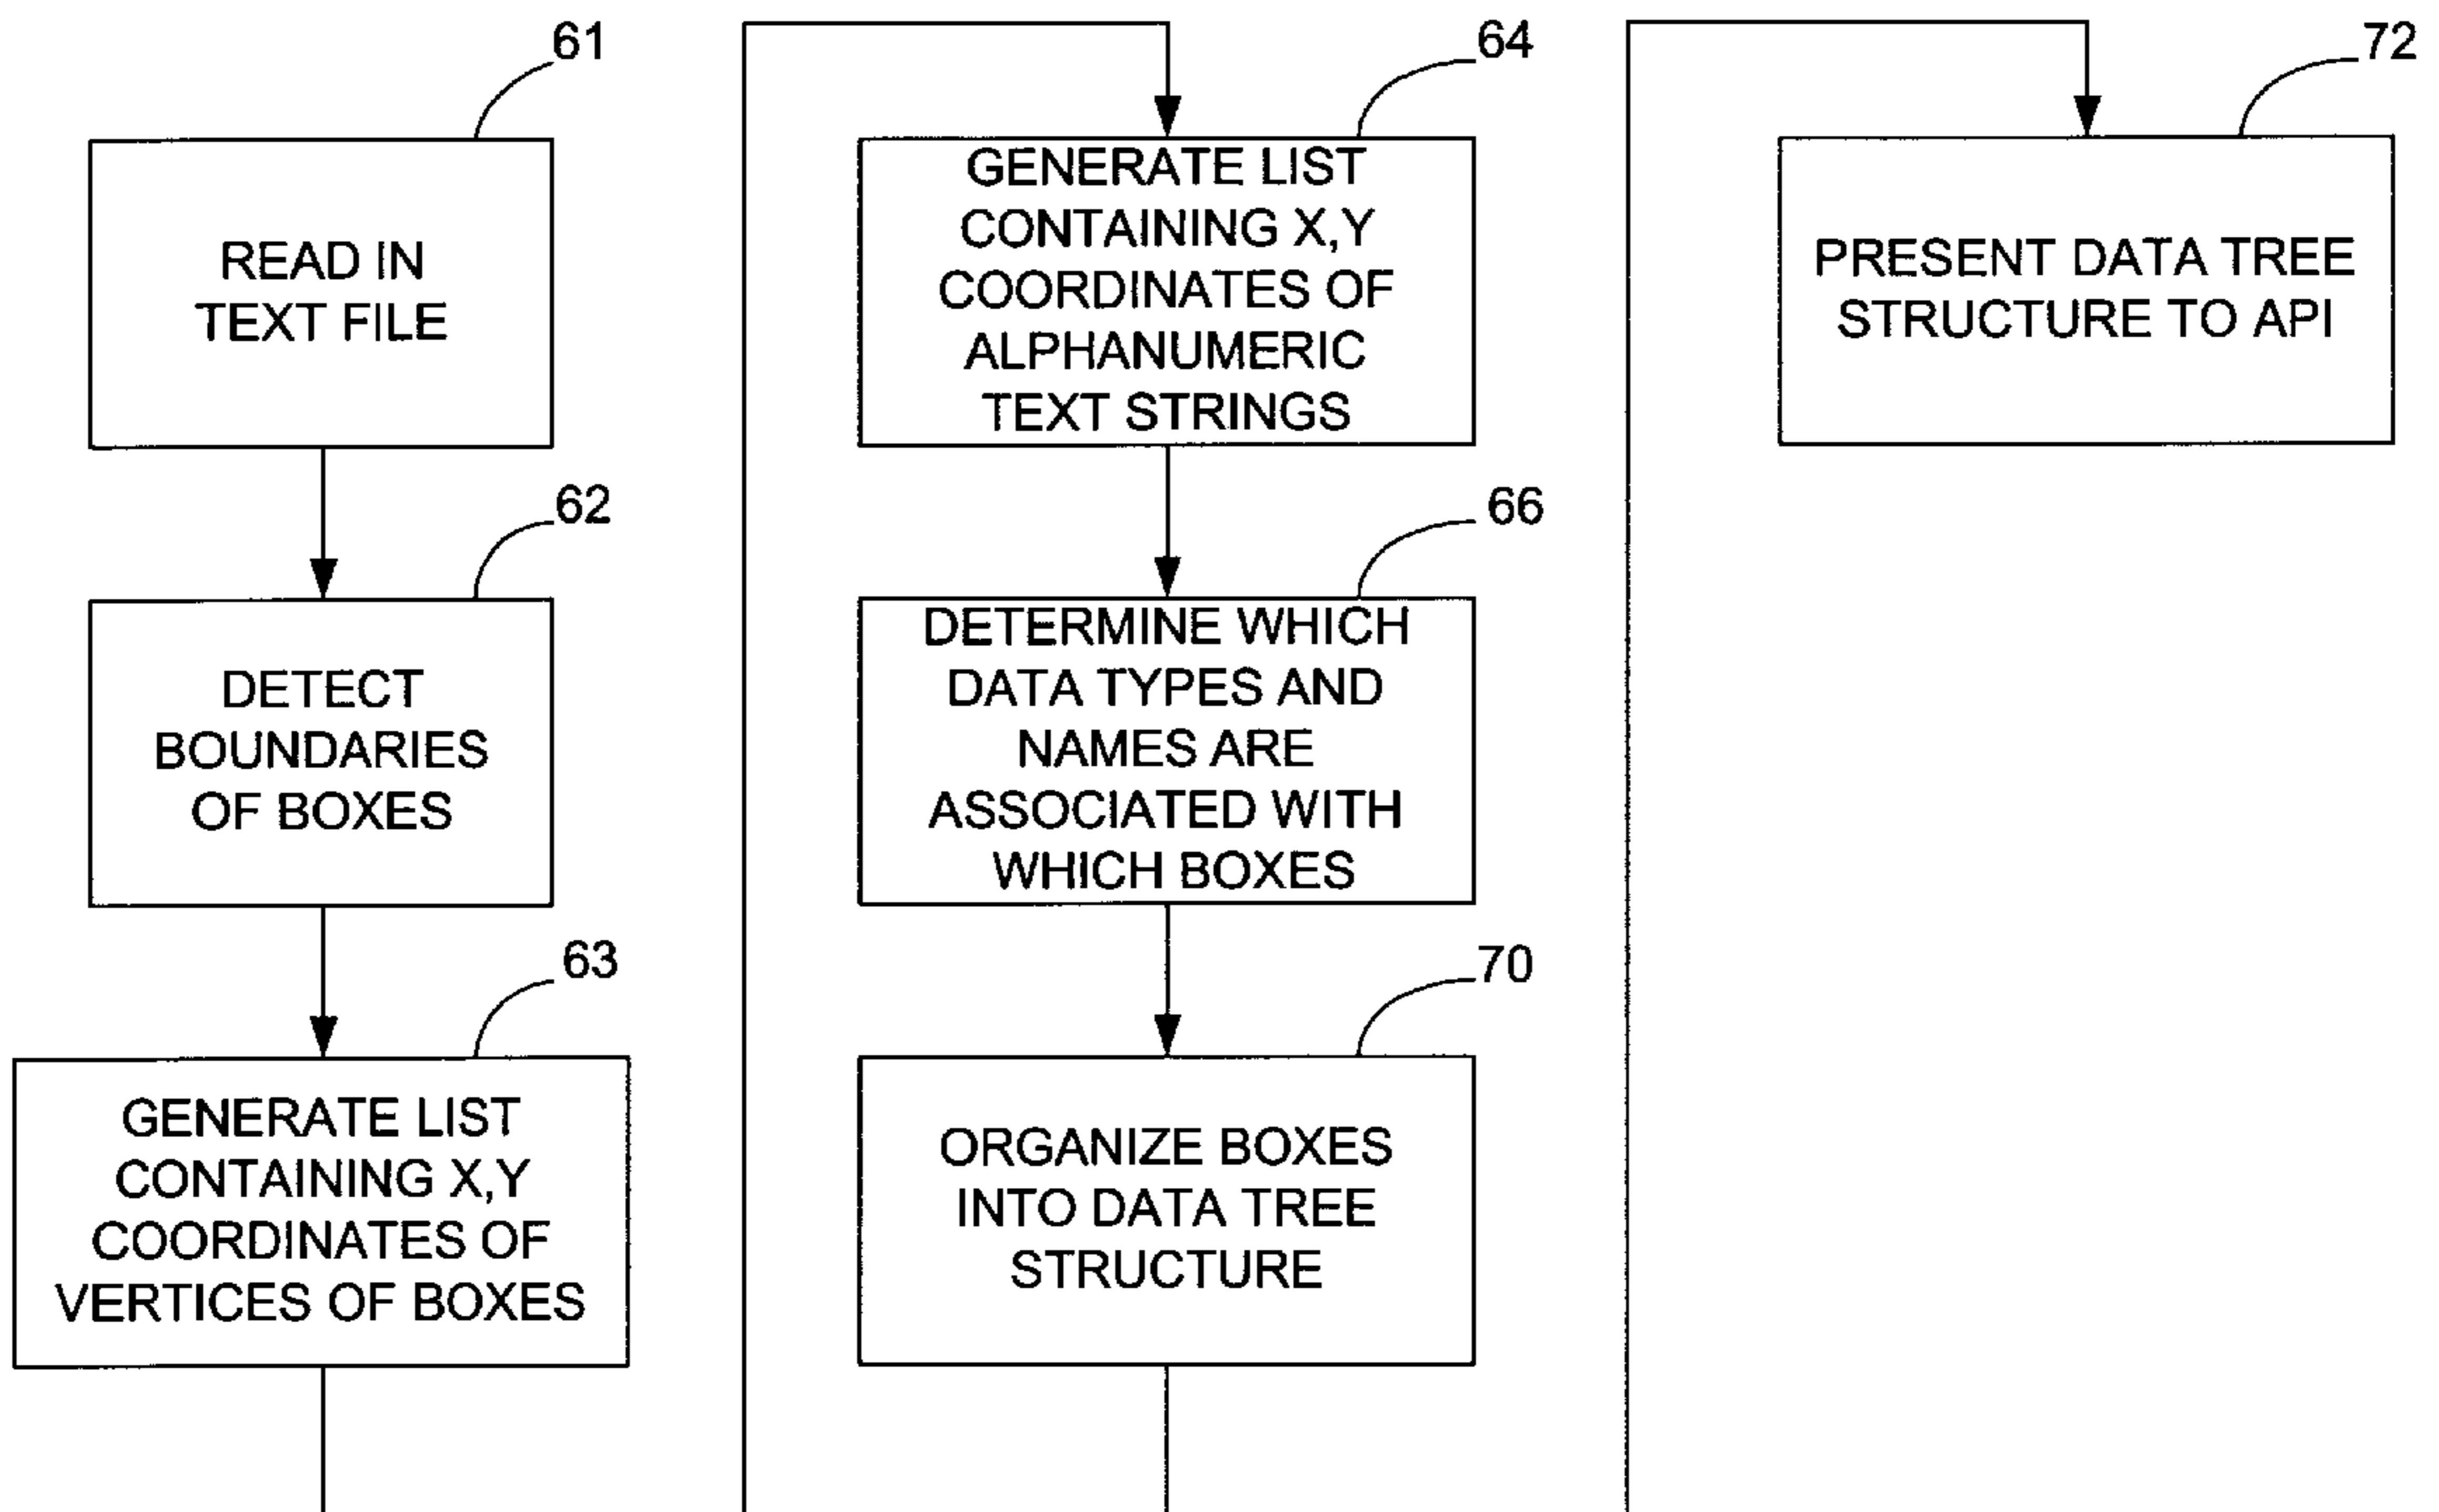 61
READ IN
TEXT FILE
62
DETECT
BOUNDARIES
OF BOXES
63
GENERATE LIST
CONTAINING X,Y
COORDINATES OF
VERTICES OF BOXES
64
GENERATE LIST
CONTAINING X,Y
COORDINATES OF
ALPHANUMERIC
TEXT STRINGS
66
DETERMINE WHICH
DATA TYPES AND
NAMES ARE
ASSOCIATED WITH
WHICH BOXES
70
ORGANIZE BOXES
INTO DATA TREE
STRUCTURE
72
PRESENT DATA TREE
STRUCTURE TO API